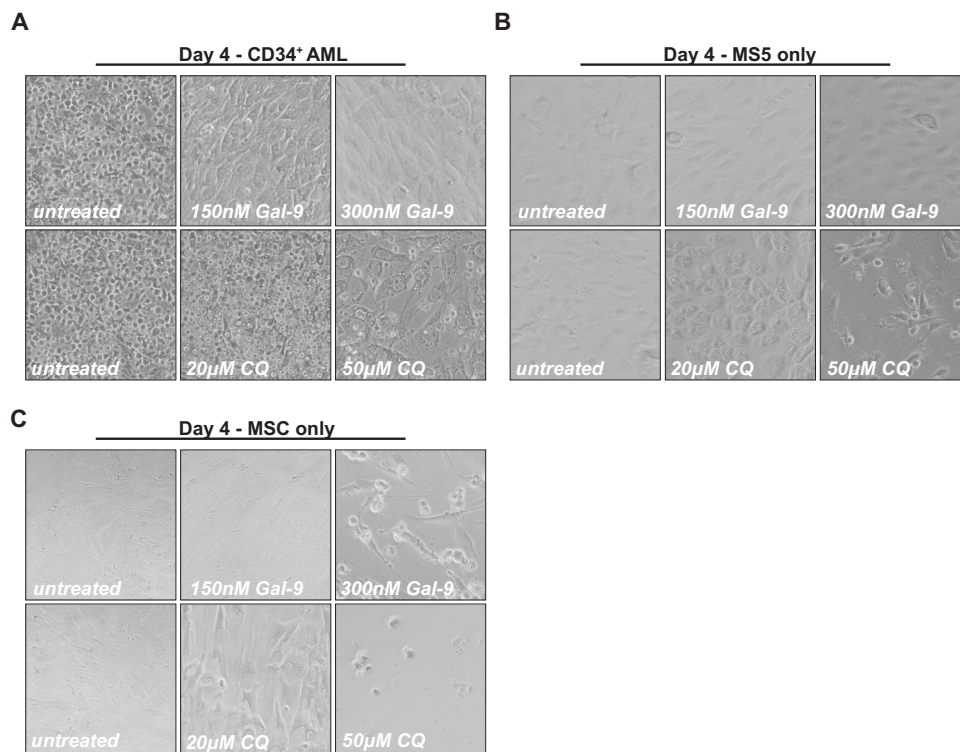 A
Day 4 - CD34⁺ AML
untreated
150nM Gal-9
300nM Gal-9
untreated
20µM CQ
50µM CQ
B
Day 4 - MS5 only
untreated
150nM Gal-9
300nM Gal-9
untreated
20µM CQ
50µM CQ
C
Day 4 - MSC only
untreated
150nM Gal-9
300nM Gal-9
untreated
20µM CQ
50µM CQ